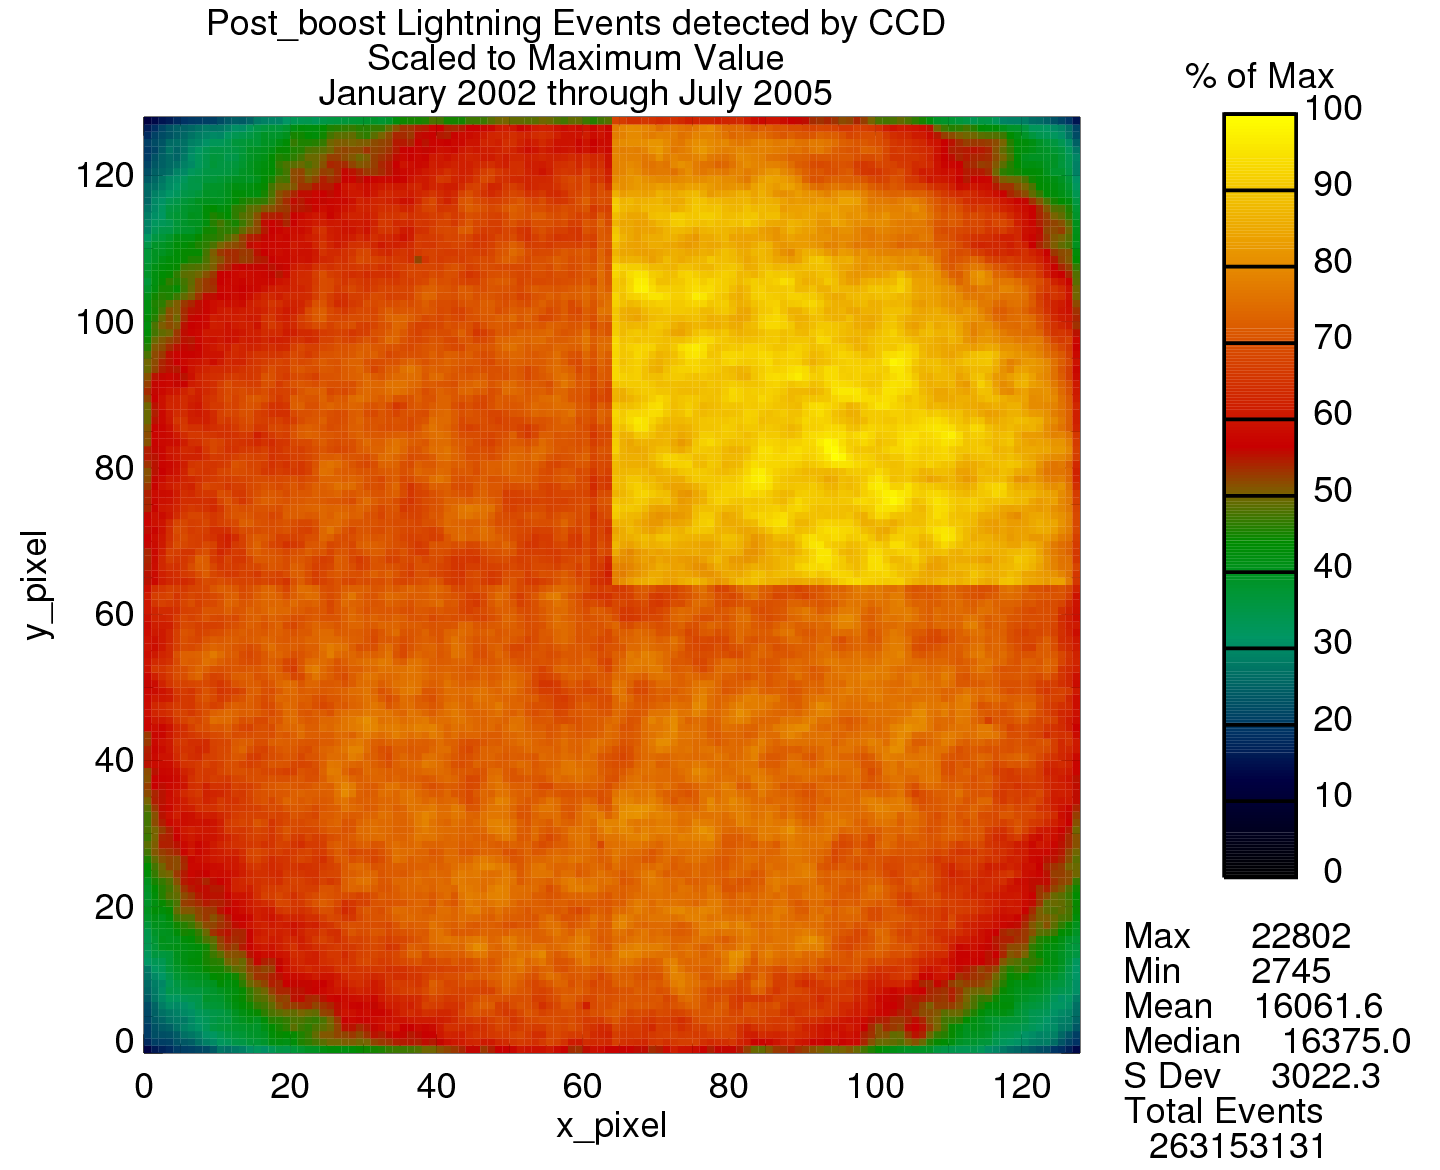 Post_boost Lightning Events detected by CCD
Scaled to Maximum Value
January 2002 through July 2005
% of Max
100
90
80
70
60
50
40
30
20
10
0
120
100
80
60
40
20
0
y_pixel
0 20 40 60 80 100 120
x_pixel
Max 22802
Min 2745
Mean 16061.6
Median 16375.0
S Dev 3022.3
Total Events
263153131